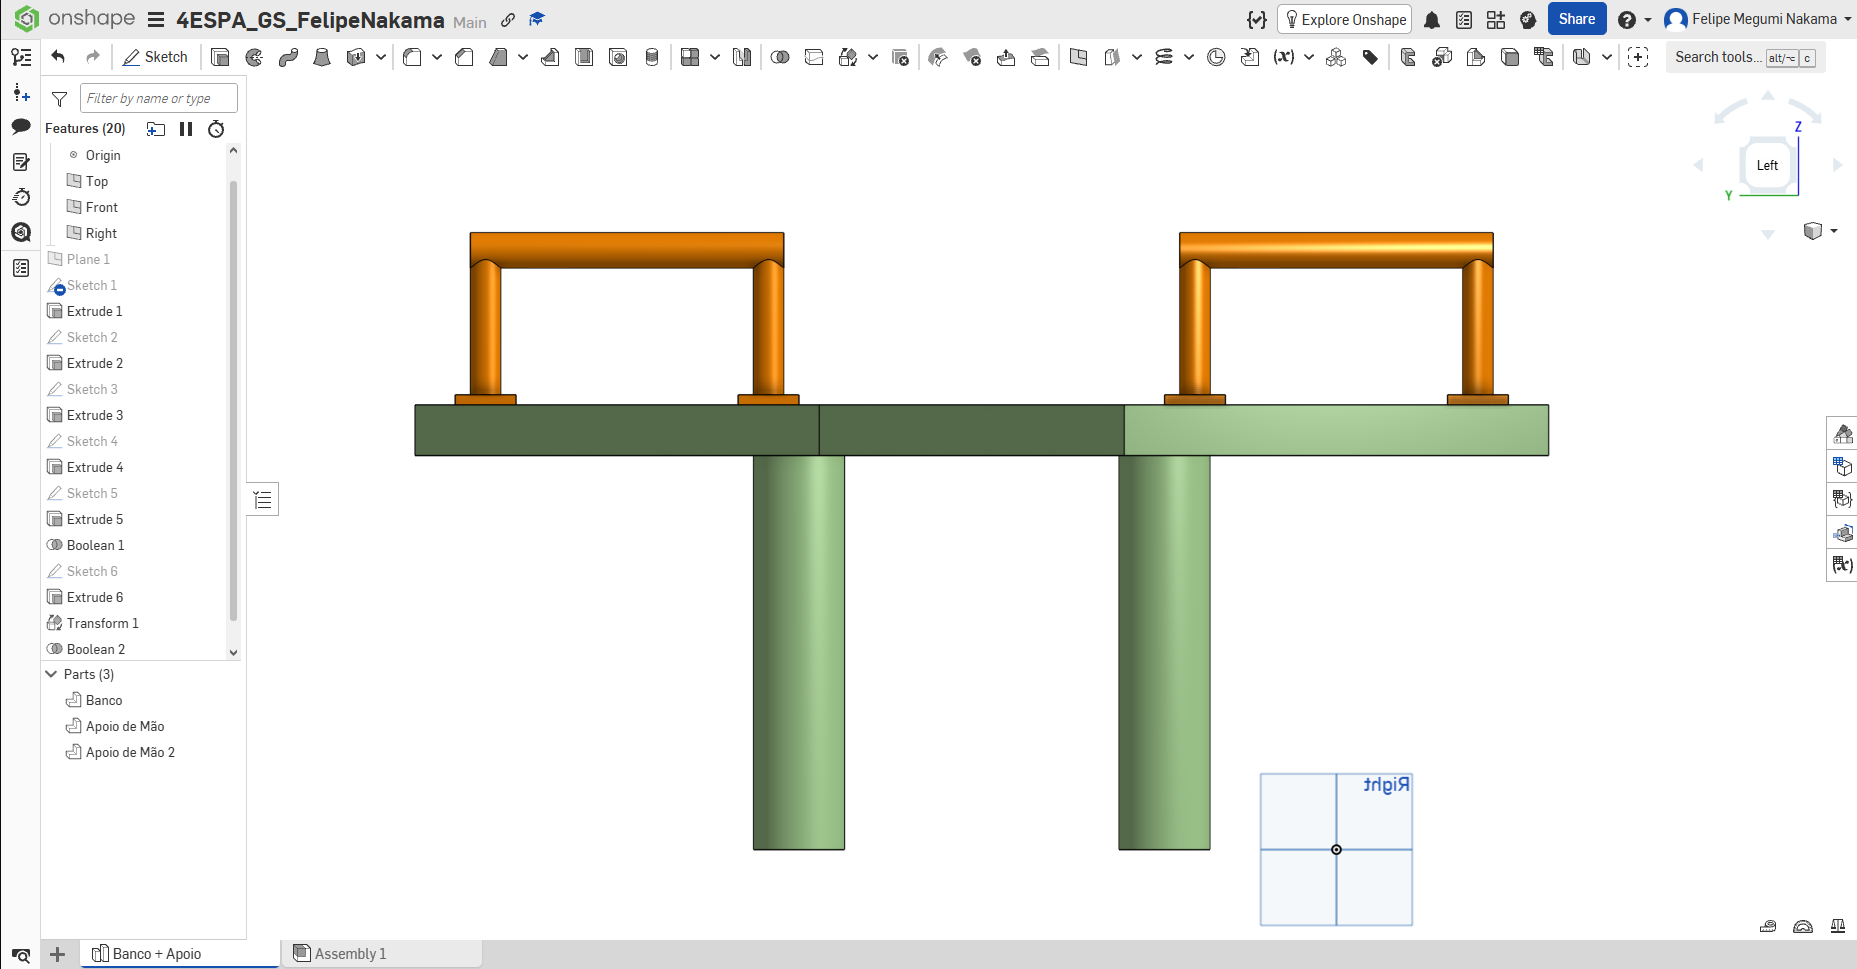 onshape
4ESPA_GS_FelipeNakama Main
Explore Onshape
Share
Felipe Megumi Nakama
Sketch
(x)
Search tools... alt/⌥ c
Filter by name or type
Features (20)
Origin
Top
Front
Right
Plane 1
Sketch 1
Extrude 1
Sketch 2
Extrude 2
Sketch 3
Extrude 3
Sketch 4
Extrude 4
Sketch 5
Extrude 5
Boolean 1
Sketch 6
Extrude 6
Transform 1
Boolean 2
Parts (3)
Banco
Apoio de Mão
Apoio de Mão 2
Z
Left
Y
Right
Banco + Apoio
Assembly 1